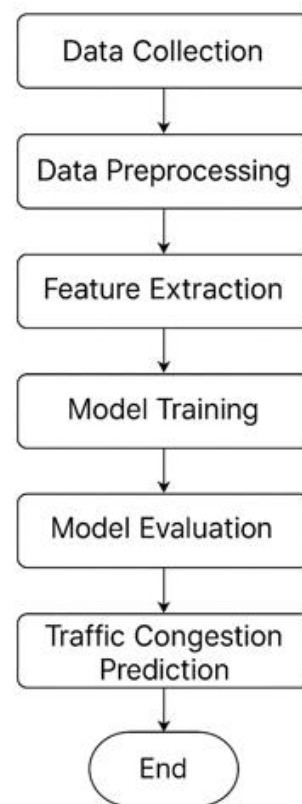 Data Collection
Data Preprocessing
Feature Extraction
Model Training
Model Evaluation
Traffic Congestion
Prediction
End